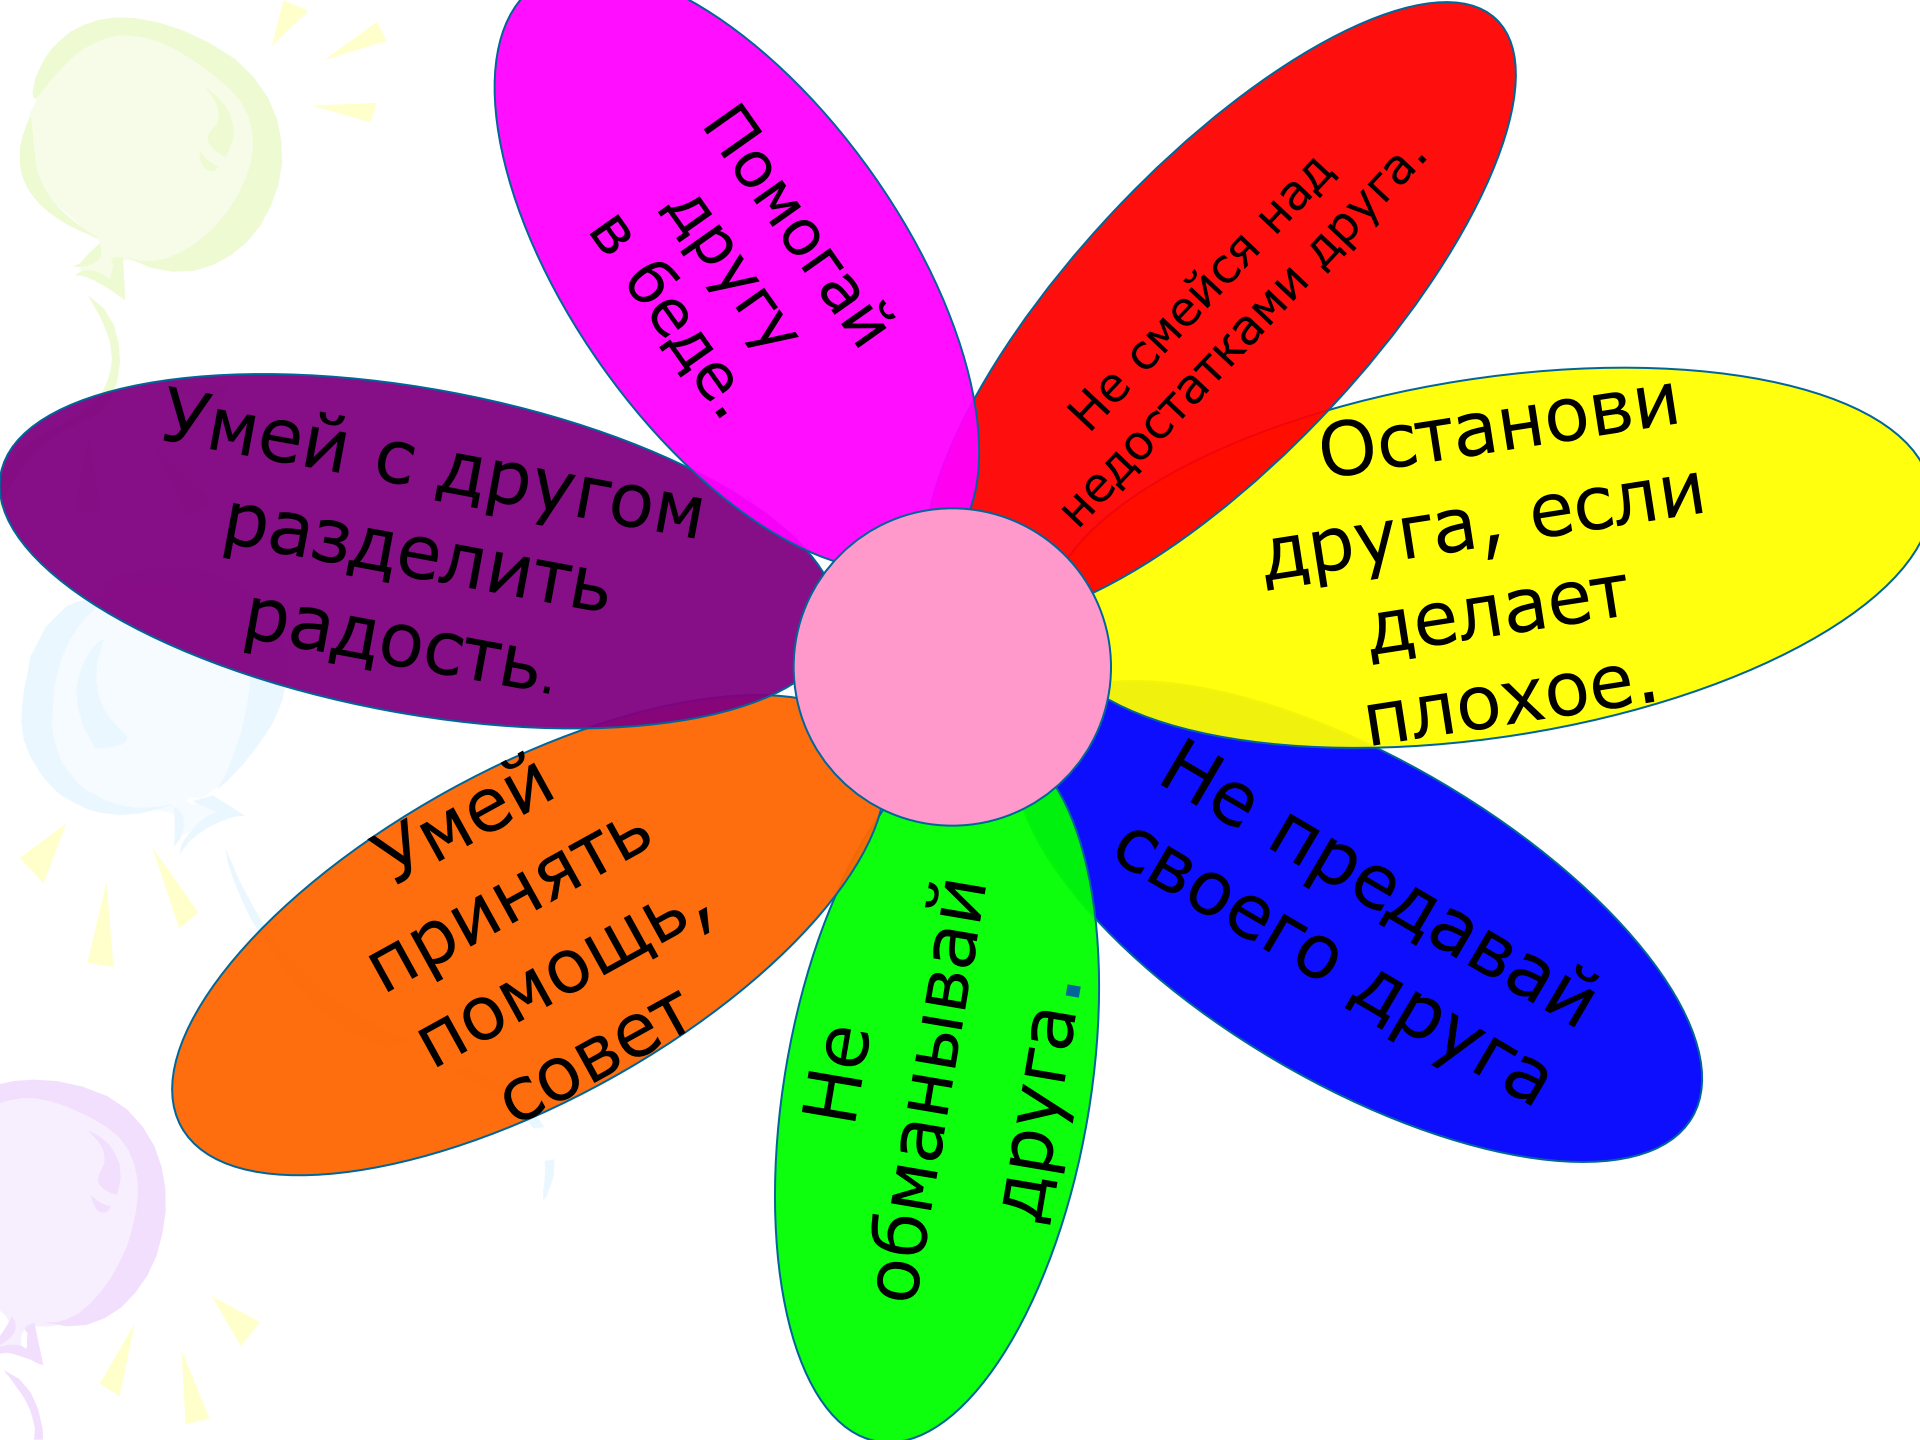 Помогай
другу
в беде.
Не смейся над
недостатками друга.
Останови
друга, если
делает
плохое.
Не предавай
своего друга
Не
обманывай
друга.
Умей
принять
помощь,
совет
Умей с другом
разделить
радость.